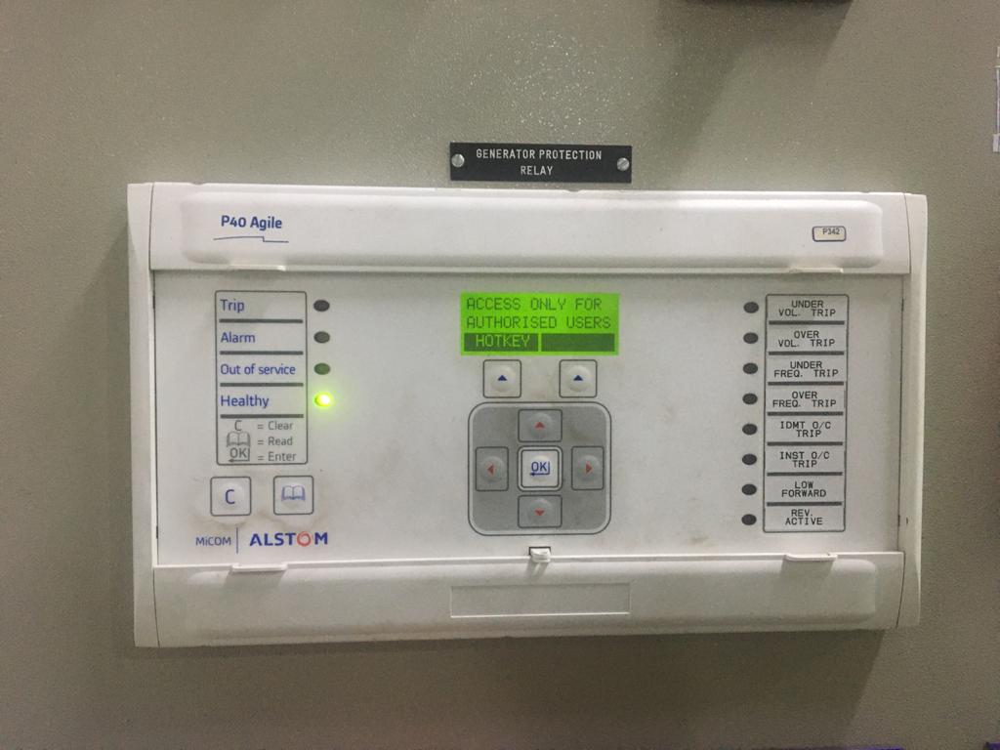 GENERATOR PROTECTION
RELAY
P40 Agile
P342
Trip
Alarm
Out of service
Healthy
C = Clear
= Read
OK = Enter
C
MiCOM ALSTOM
ACCESS ONLY FOR
AUTHORISED USERS
HOTKEY
OK
UNDER
VOL. TRIP
OVER
VOL. TRIP
UNDER
FREQ. TRIP
OVER
FREQ. TRIP
IDMT O/C
TRIP
INST O/C
TRIP
LOW
FORWARD
REV.
ACTIVE